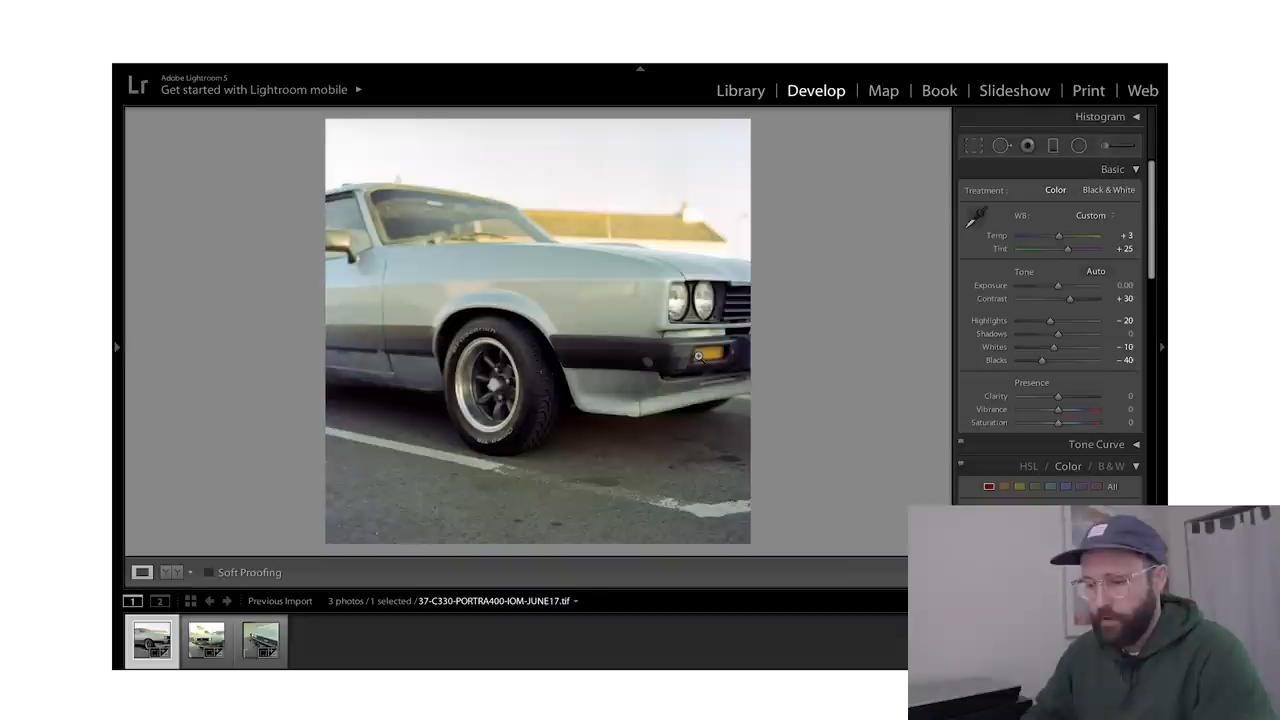 Lr
Adobe Lightroom 5
Get started with Lightroom mobile
Library | Develop | Map | Book | Slideshow | Print | Web
Histogram
Basic
Treatment : Color Black & White
WB: Custom
Temp +3
Tint +25
Tone Auto
Exposure 0.00
Contrast +30
Highlights -20
Shadows 0
Whites -10
Blacks -40
Presence
Clarity 0
Vibrance 0
Saturation 0
Tone Curve
HSL / Color / B & W
All
Soft Proofing
1 2 Previous Import 3 photos / 1 selected / 37-C330-PORTRA400-IOM-JUNE17.tif